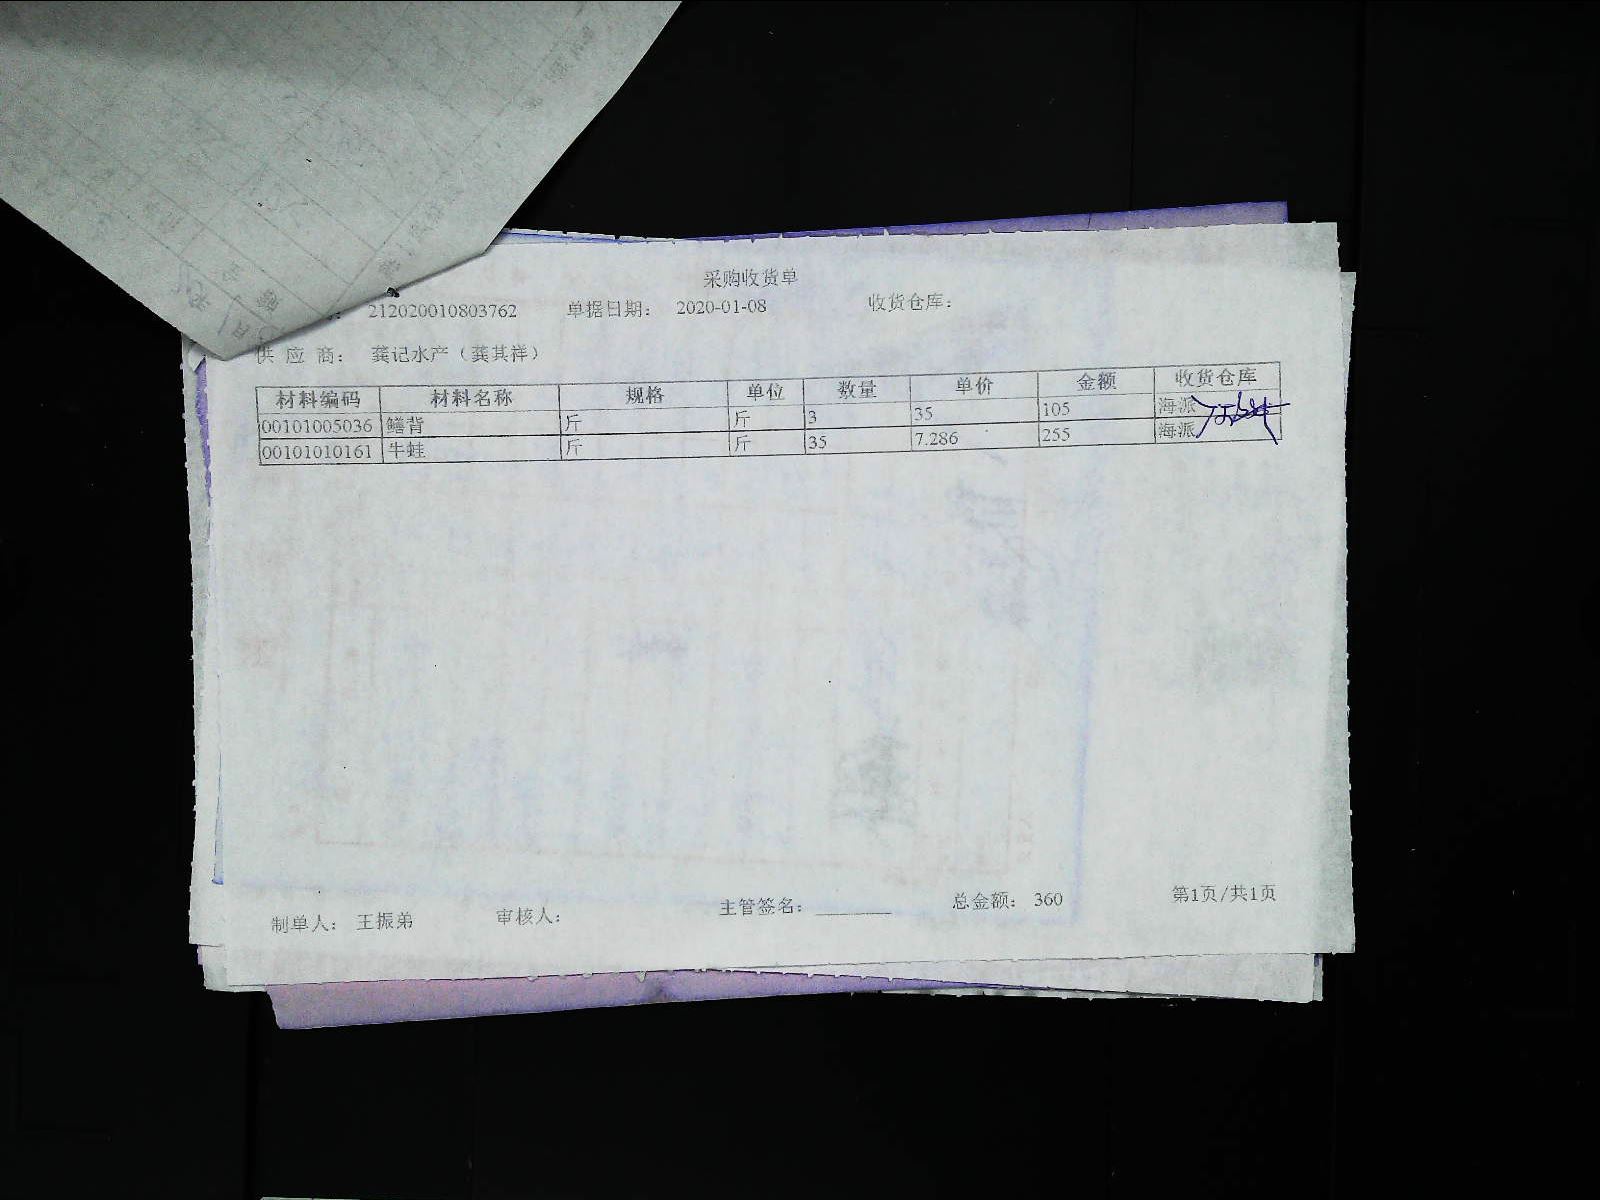 采购收货单
212020010803762 单据日期： 2020-01-08 收货仓库：
供 应 商： 龚记水产（龚其祥）
材料编码 材料名称 规格 单位 数量 单价 金额 收货仓库
00101005036 鳝背 斤 斤 3 35 105 海派
00101010161 牛蛙 斤 斤 35 7.286 255 海派
制单人： 王振弟 审核人： 主管签名：________ 总金额： 360 第1页/共1页